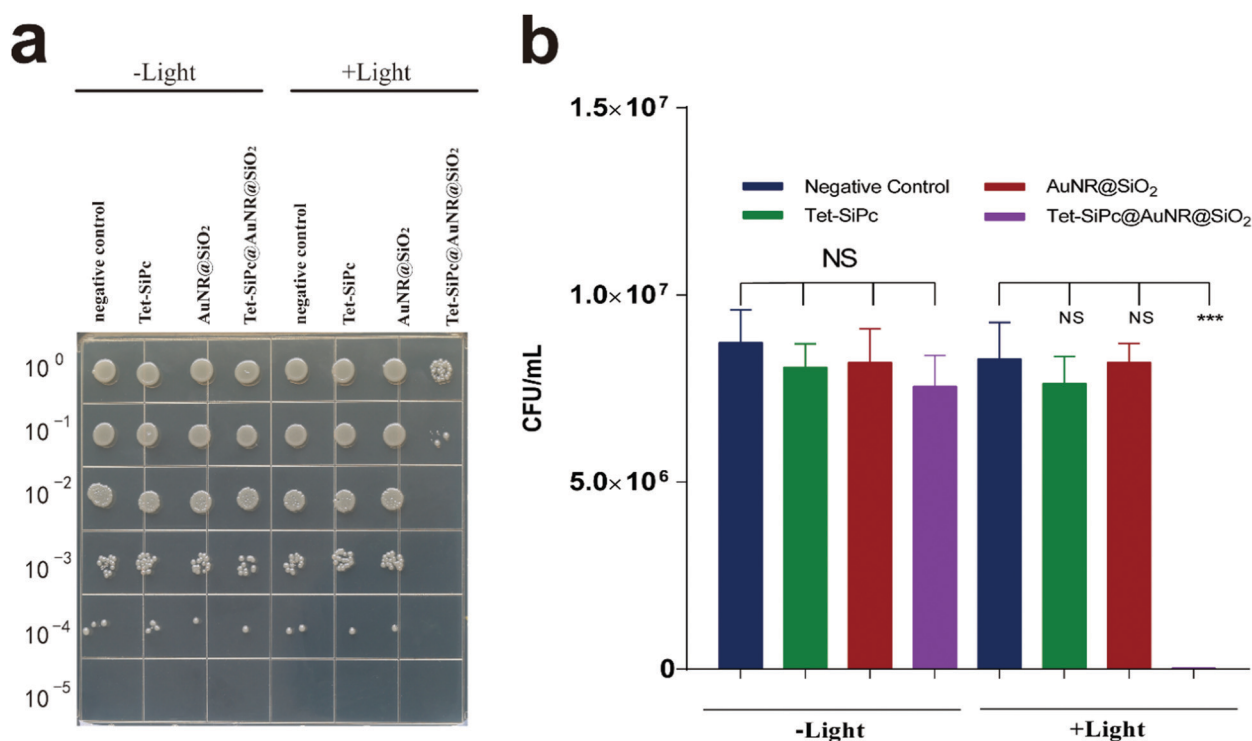 a
-Light
+Light
negative control
Tet-SiPc
AuNR@SiO₂
Tet-SiPc@AuNR@SiO₂
negative control
Tet-SiPc
AuNR@SiO₂
Tet-SiPc@AuNR@SiO₂
10⁰
10⁻¹
10⁻²
10⁻³
10⁻⁴
10⁻⁵
b
1.5×10⁷
1.0×10⁷
5.0×10⁶
0
CFU/mL
Negative Control
AuNR@SiO₂
Tet-SiPc
Tet-SiPc@AuNR@SiO₂
NS
NS
NS
***
-Light
+Light